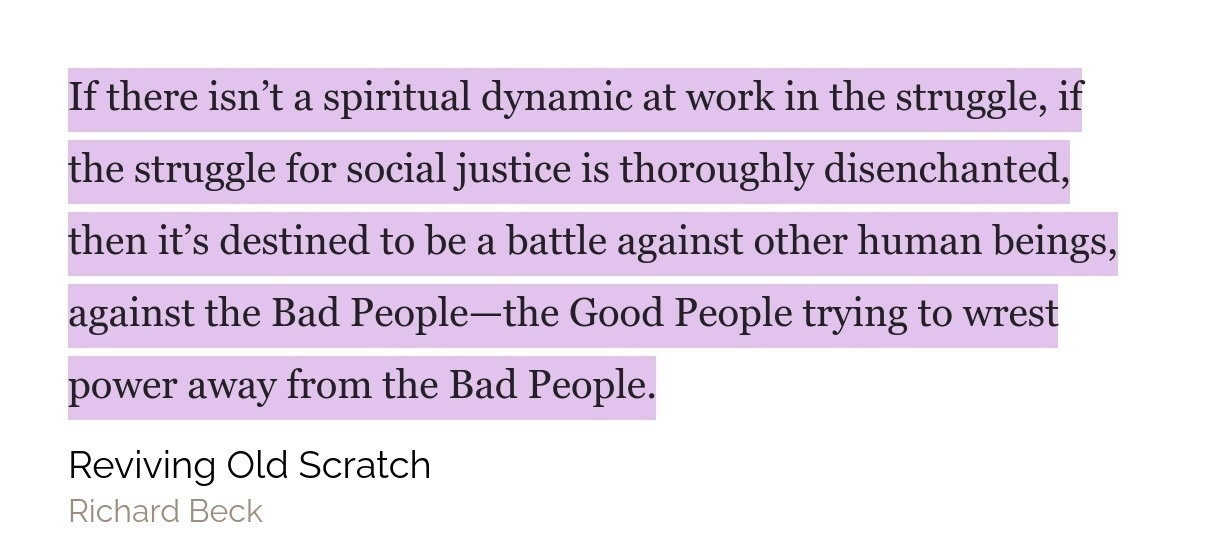 If there isn’t a spiritual dynamic at work in the struggle, if
the struggle for social justice is thoroughly disenchanted,
then it’s destined to be a battle against other human beings,
against the Bad People—the Good People trying to wrest
power away from the Bad People.
Reviving Old Scratch
Richard Beck